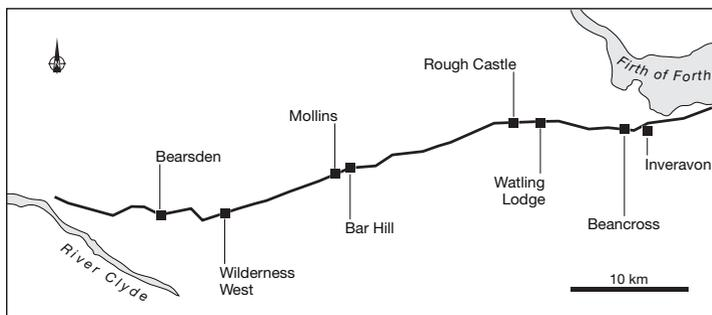 Firth of Forth
Rough Castle
Mollins
Bearsden
Inveravon
Watling
Lodge
Bar Hill
Beancross
River Clyde
Wilderness
West
10 km